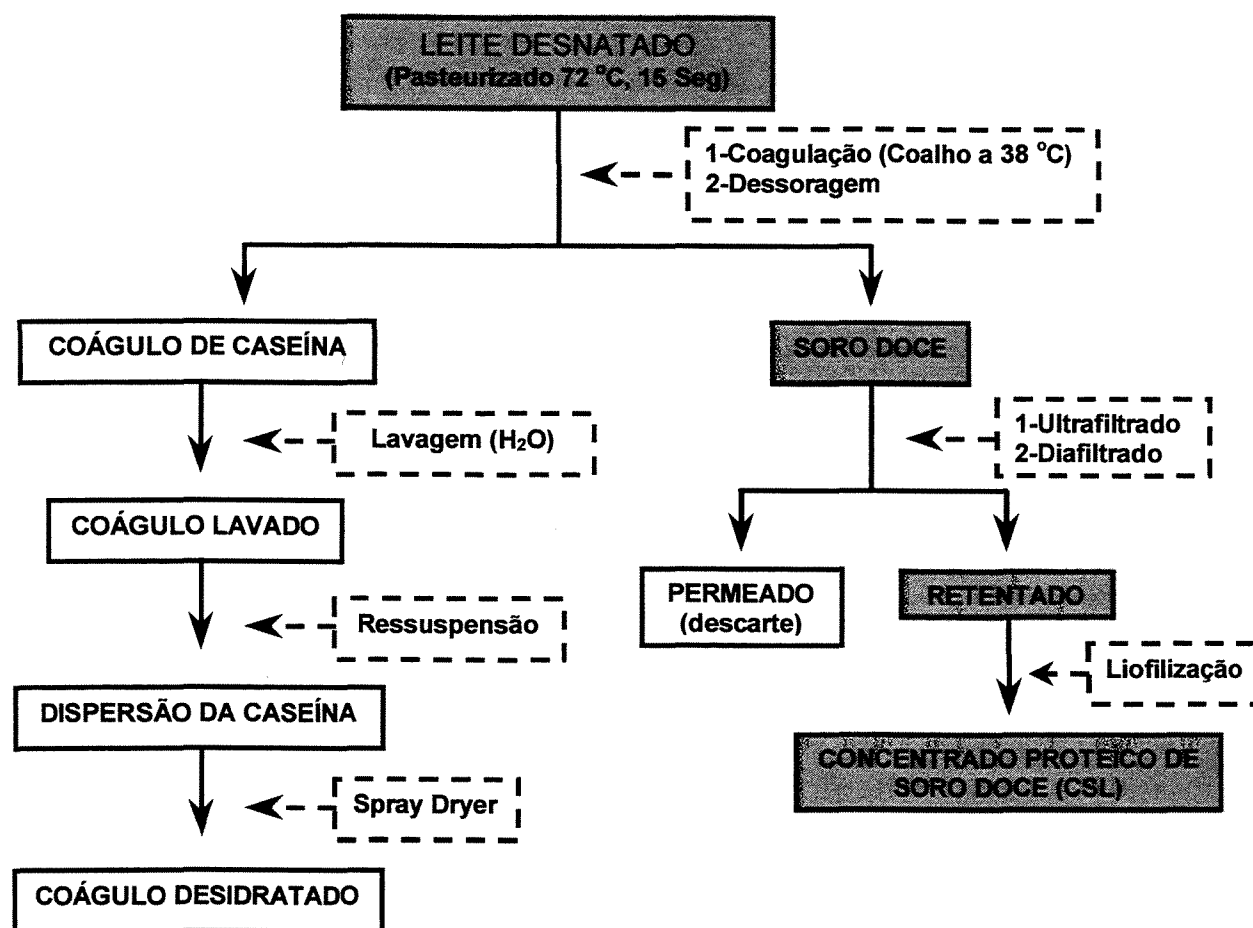 LEITE DESNATADO
(Pasteurizado 72 °C, 15 Seg)
1-Coagulação (Coalho a 38 °C)
2-Dessoragem
COÁGULO DE CASEÍNA
SORO DOCE
Lavagem (H₂O)
1-Ultrafiltrado
2-Diafiltrado
COÁGULO LAVADO
PERMEADO
(descarte)
RETENTADO
Ressuspensão
Liofilização
DISPERSÃO DA CASEÍNA
CONCENTRADO PROTEICO DE
SORO DOCE (CSL)
Spray Dryer
COÁGULO DESIDRATADO